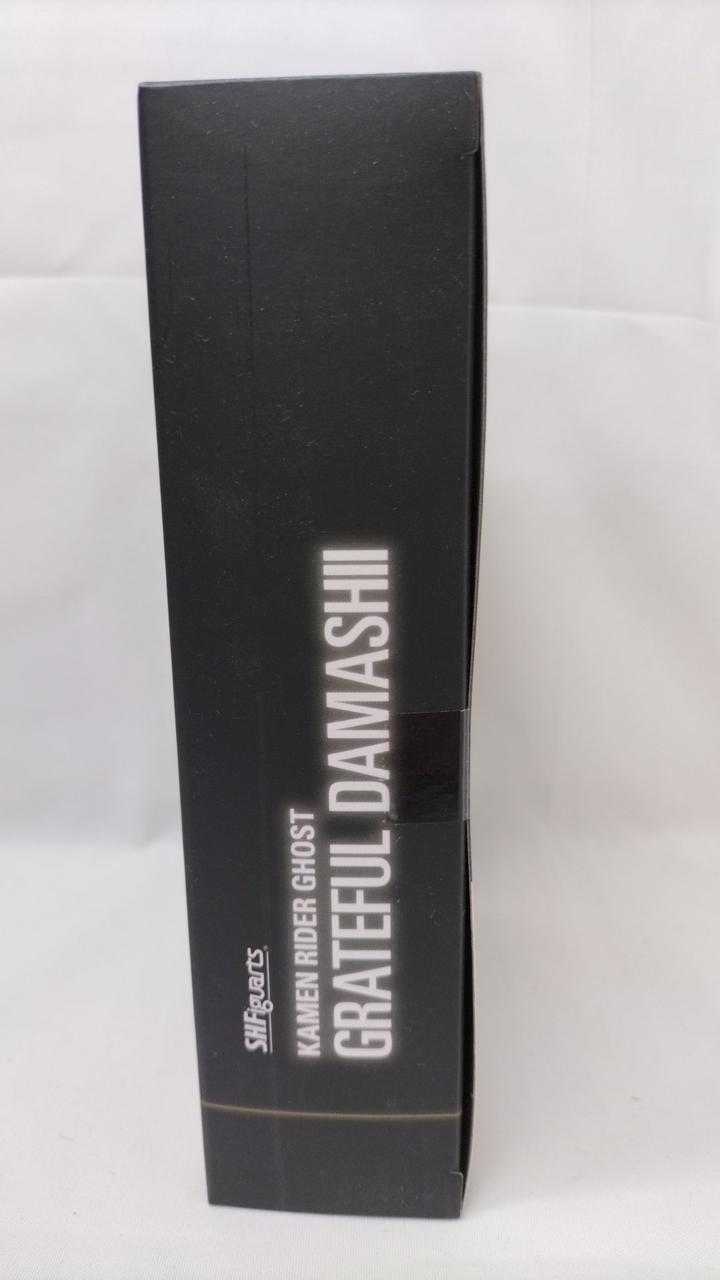 S.H.Figuarts
KAMEN RIDER GHOST
GRATEFUL DAMASHII